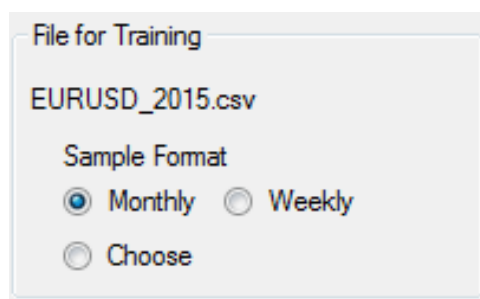 File for Training
EURUSD_2015.csv
Sample Format
Monthly Weekly
Choose